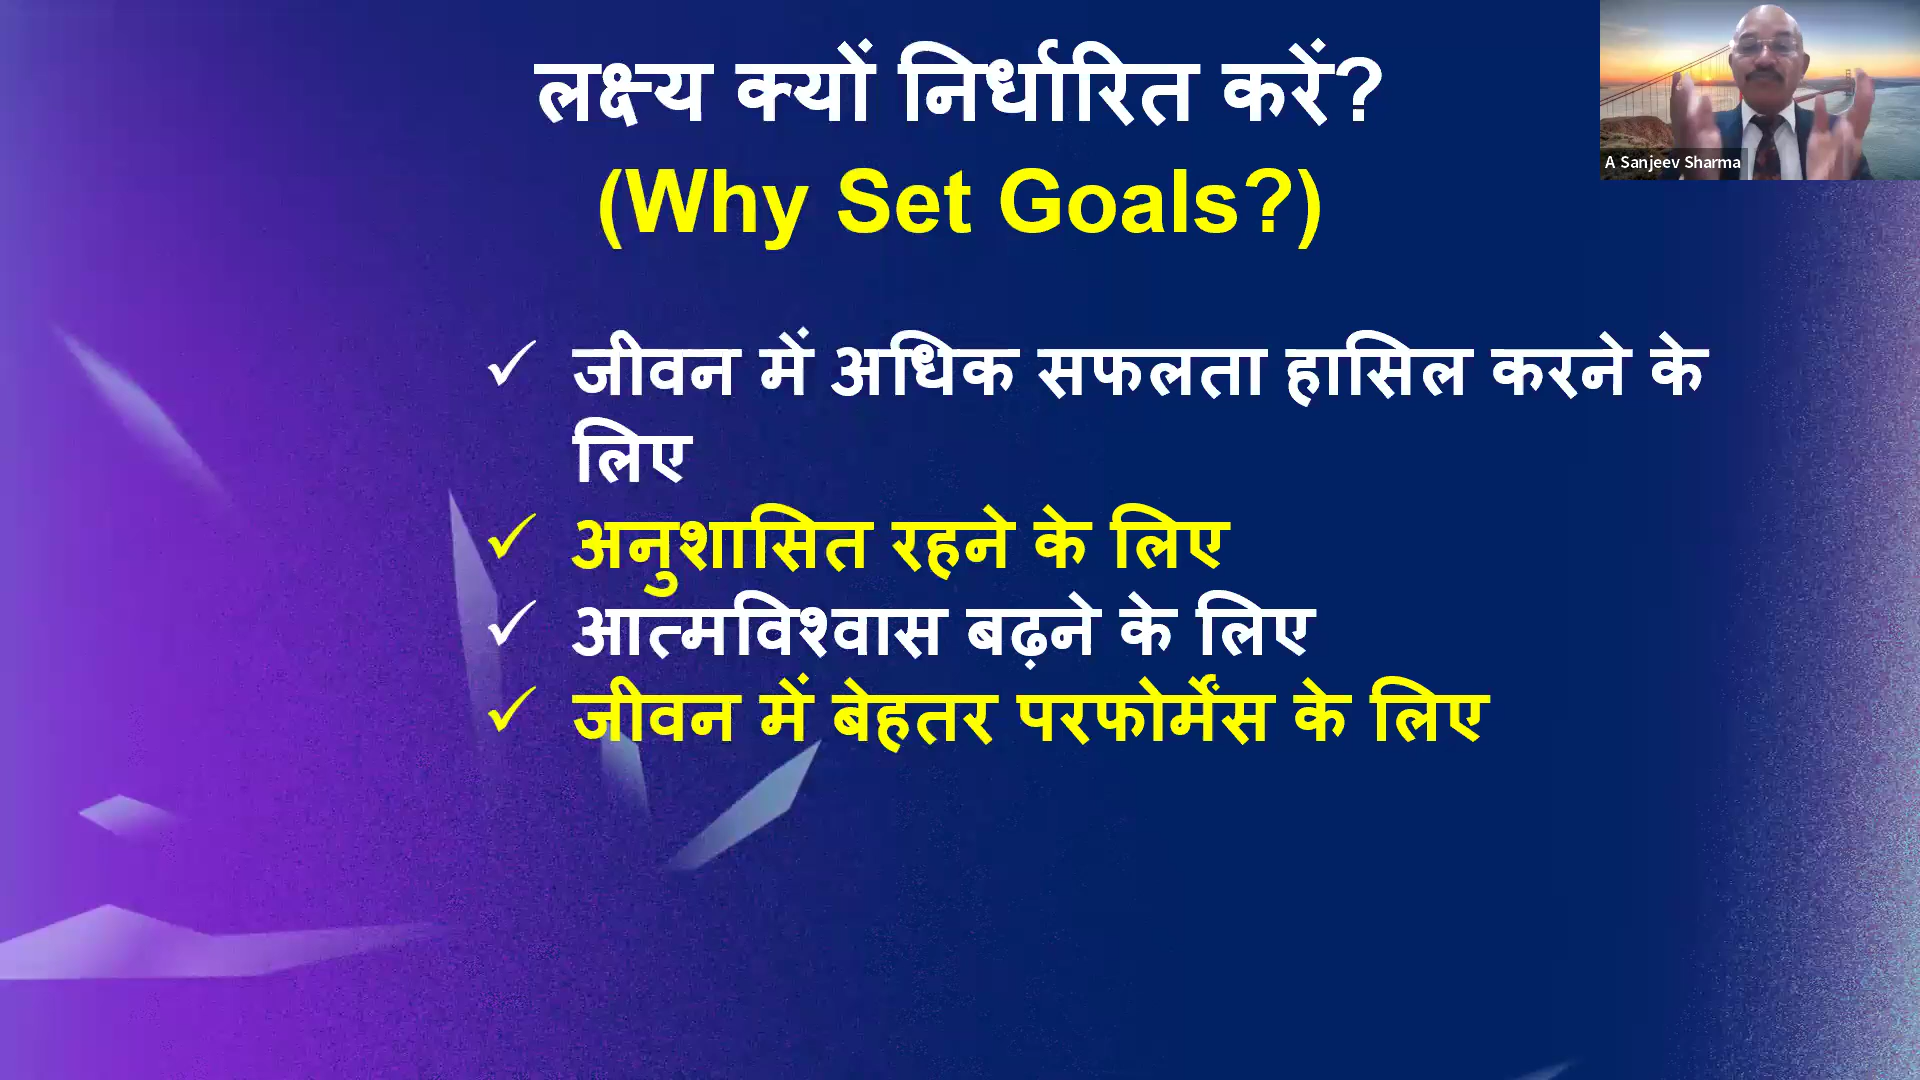 लक्ष्य क्यों निर्धारित करें?
(Why Set Goals?)
A Sanjeev Sharma
✓ जीवन में अधिक सफलता हासिल करने के
लिए
✓ अनुशासित रहने के लिए
✓ आत्मविश्वास बढ़ने के लिए
✓ जीवन में बेहतर परफोर्मेंस के लिए